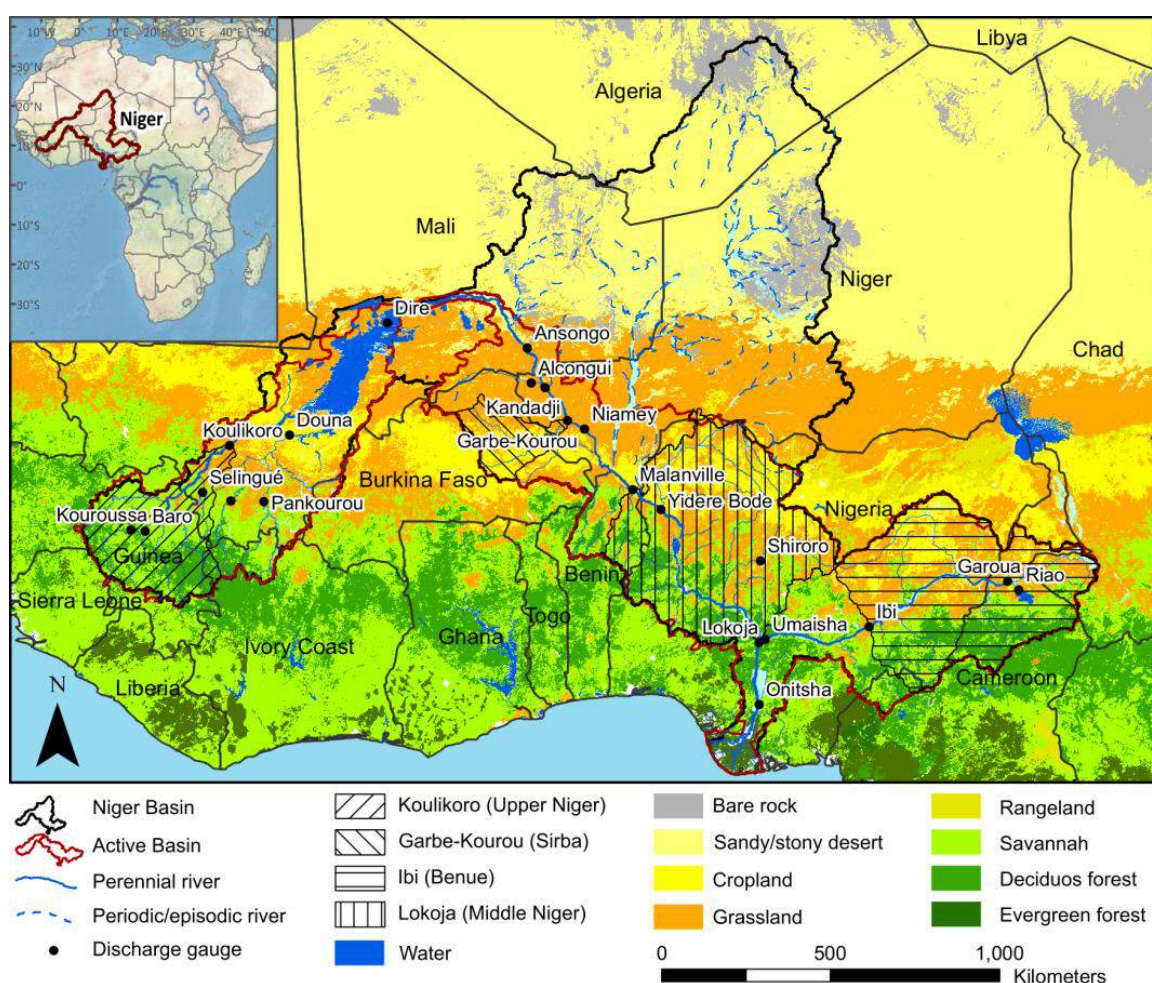 10°W 0° 10°E 20°E 30°E 40°E 50°
30°N
20°N
10°N
0°
10°S
20°S
30°S
Niger
Libya
Algeria
Mali
Niger
Chad
Dire
Ansongo
Alcongui
Kandadji
Niamey
Garbe-Kourou
Douna
Koulikoro
Selingué
Pankourou
Burkina Faso
Kouroussa Baro
Guinea
Malanville
Yidere Bode
Nigeria
Shiroro
Benin
Garoua
Riao
Sierra Leone
Togo
Ghana
Ivory Coast
Liberia
Lokoja
Umaisha
Ibi
Cameroon
Onitsha
N
Niger Basin
Active Basin
Perennial river
Periodic/episodic river
Discharge gauge
Koulikoro (Upper Niger)
Garbe-Kourou (Sirba)
Ibi (Benue)
Lokoja (Middle Niger)
Water
Bare rock
Sandy/stony desert
Cropland
Grassland
Rangeland
Savannah
Deciduos forest
Evergreen forest
0 500 1,000
Kilometers